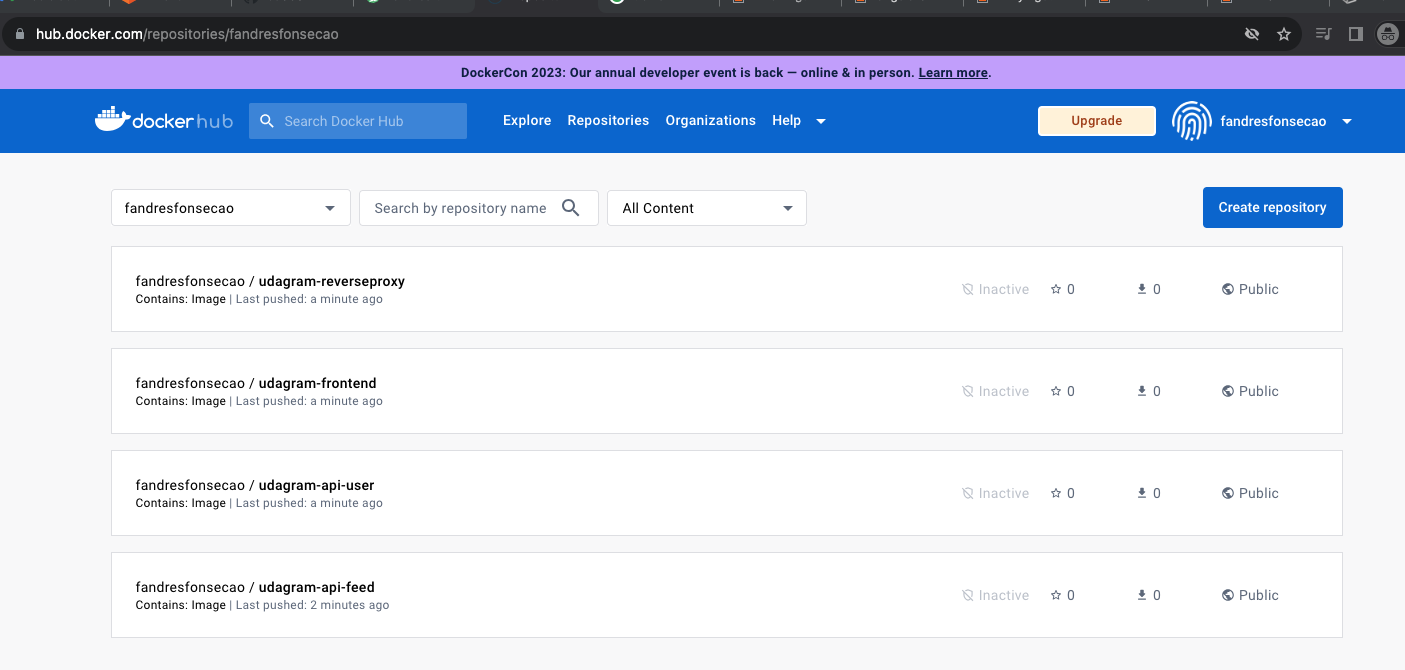 hub.docker.com/repositories/fandresfonsecao
DockerCon 2023: Our annual developer event is back — online & in person. Learn more.
docker hub Search Docker Hub Explore Repositories Organizations Help Upgrade fandresfonsecao
fandresfonsecao Search by repository name All Content Create repository
fandresfonsecao / udagram-reverseproxy
Contains: Image | Last pushed: a minute ago
Inactive 0 0 Public
fandresfonsecao / udagram-frontend
Contains: Image | Last pushed: a minute ago
Inactive 0 0 Public
fandresfonsecao / udagram-api-user
Contains: Image | Last pushed: a minute ago
Inactive 0 0 Public
fandresfonsecao / udagram-api-feed
Contains: Image | Last pushed: 2 minutes ago
Inactive 0 0 Public